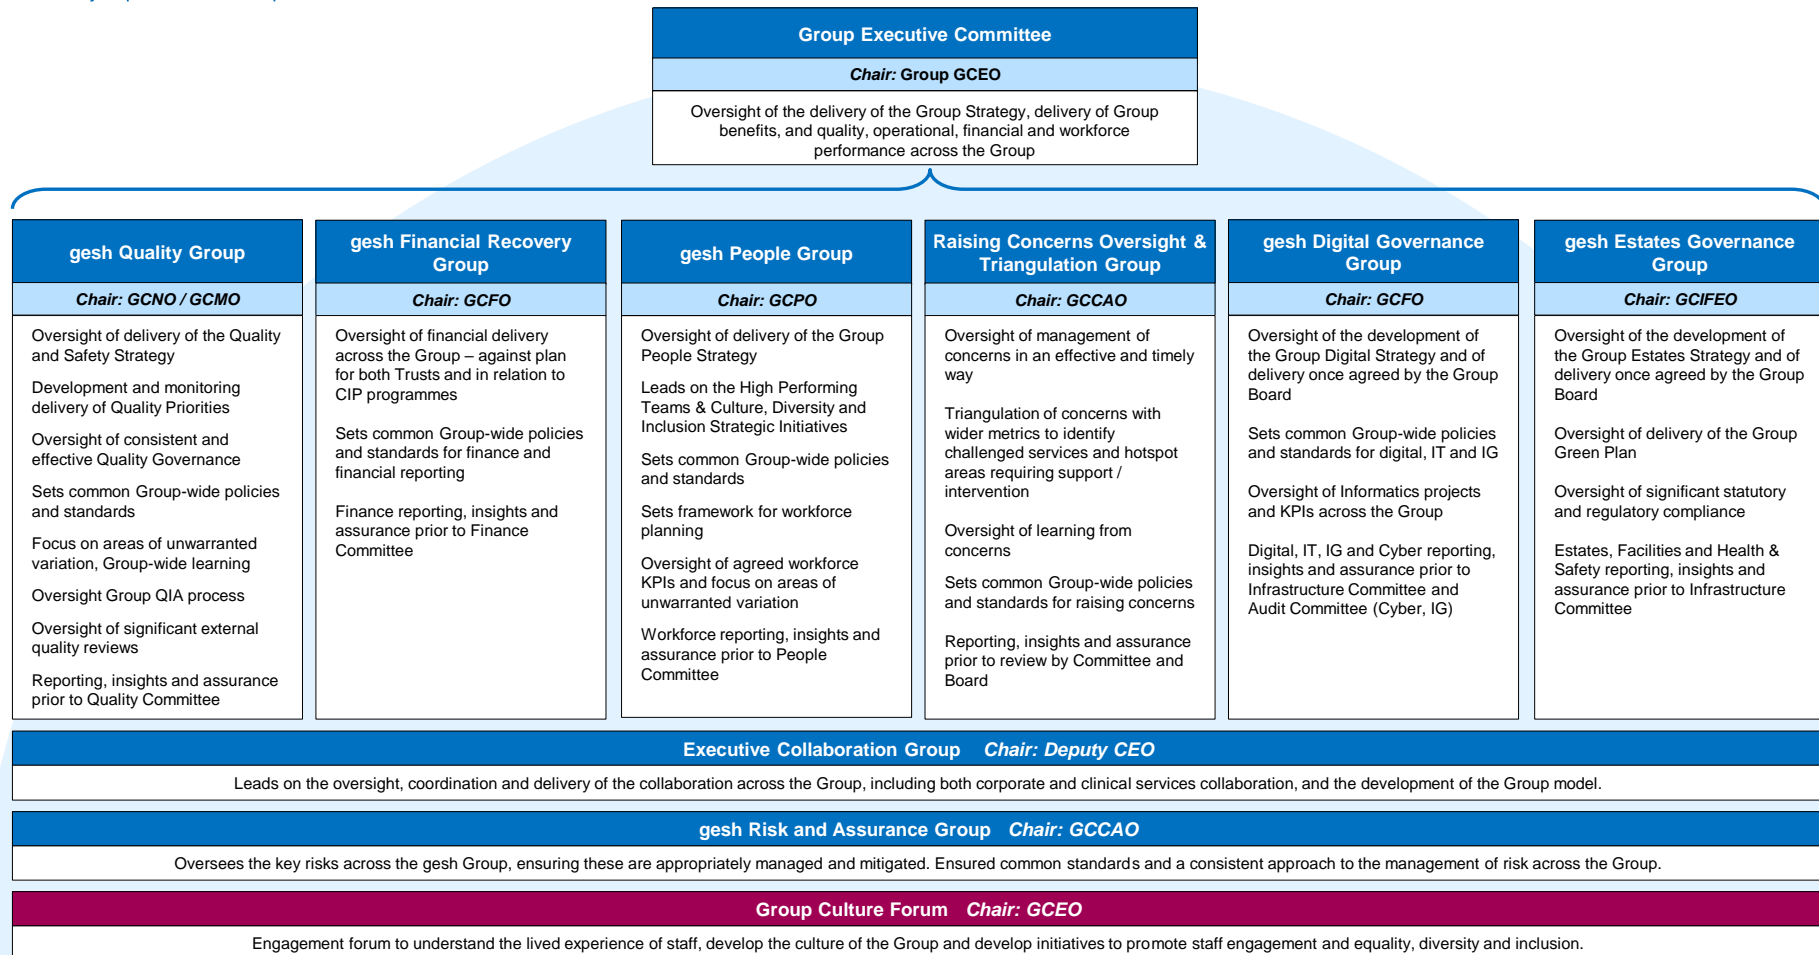 Group Executive Committee
Chair: Group GCEO
Oversight of the delivery of the Group Strategy, delivery of Group
benefits, and quality, operational, financial and workforce
performance across the Group
gesh Quality Group
Chair: GCNO / GCMO
Oversight of delivery of the Quality
and Safety Strategy
Development and monitoring
delivery of Quality Priorities
Oversight of consistent and
effective Quality Governance
Sets common Group-wide policies
and standards
Focus on areas of unwarranted
variation, Group-wide learning
Oversight Group QIA process
Oversight of significant external
quality reviews
Reporting, insights and assurance
prior to Quality Committee
gesh Financial Recovery
Group
Chair: GCFO
Oversight of financial delivery
across the Group – against plan
for both Trusts and in relation to
CIP programmes
Sets common Group-wide policies
and standards for finance and
financial reporting
Finance reporting, insights and
assurance prior to Finance
Committee
gesh People Group
Chair: GCPO
Oversight of delivery of the Group
People Strategy
Leads on the High Performing
Teams & Culture, Diversity and
Inclusion Strategic Initiatives
Sets common Group-wide policies
and standards
Sets framework for workforce
planning
Oversight of agreed workforce
KPIs and focus on areas of
unwarranted variation
Workforce reporting, insights and
assurance prior to People
Committee
Raising Concerns Oversight &
Triangulation Group
Chair: GCCAO
Oversight of management of
concerns in an effective and timely
way
Triangulation of concerns with
wider metrics to identify
challenged services and hotspot
areas requiring support /
intervention
Oversight of learning from
concerns
Sets common Group-wide policies
and standards for raising concerns
Reporting, insights and assurance
prior to review by Committee and
Board
gesh Digital Governance
Group
Chair: GCFO
Oversight of the development of
the Group Digital Strategy and of
delivery once agreed by the Group
Board
Sets common Group-wide policies
and standards for digital, IT and IG
Oversight of Informatics projects
and KPIs across the Group
Digital, IT, IG and Cyber reporting,
insights and assurance prior to
Infrastructure Committee and
Audit Committee (Cyber, IG)
gesh Estates Governance
Group
Chair: GCIFEO
Oversight of the development of
the Group Estates Strategy and of
delivery once agreed by the Group
Board
Oversight of delivery of the Group
Green Plan
Oversight of significant statutory
and regulatory compliance
Estates, Facilities and Health &
Safety reporting, insights and
assurance prior to Infrastructure
Committee
Executive Collaboration Group Chair: Deputy CEO
Leads on the oversight, coordination and delivery of the collaboration across the Group, including both corporate and clinical services collaboration, and the development of the Group model.
gesh Risk and Assurance Group Chair: GCCAO
Oversees the key risks across the gesh Group, ensuring these are appropriately managed and mitigated. Ensured common standards and a consistent approach to the management of risk across the Group.
Group Culture Forum Chair: GCEO
Engagement forum to understand the lived experience of staff, develop the culture of the Group and develop initiatives to promote staff engagement and equality, diversity and inclusion.